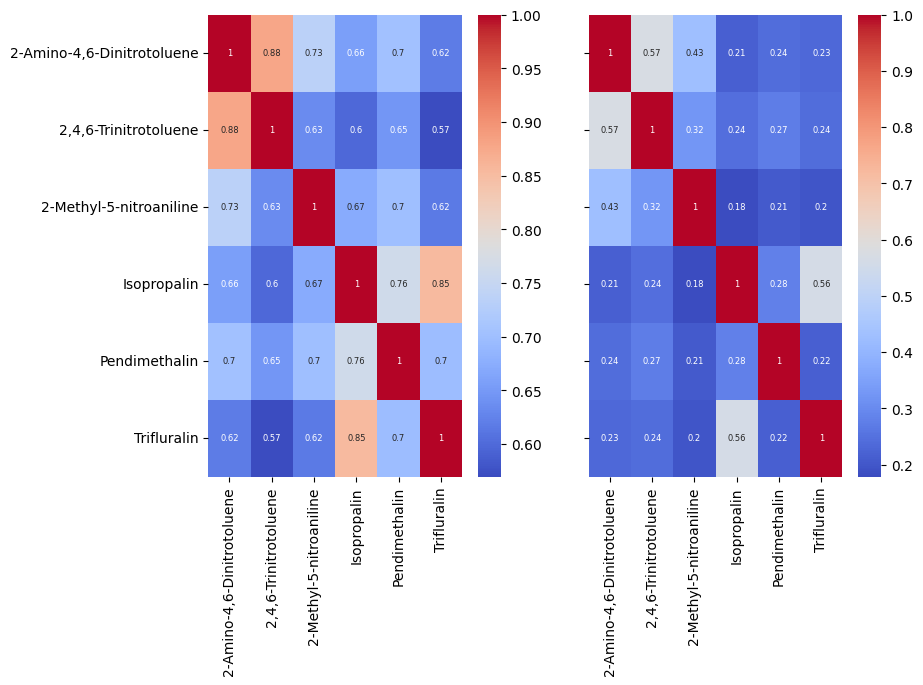 2-Amino-4,6-Dinitrotoluene 1 0.88 0.73 0.66 0.7 0.62
2,4,6-Trinitrotoluene 0.88 1 0.63 0.6 0.65 0.57
2-Methyl-5-nitroaniline 0.73 0.63 1 0.67 0.7 0.62
Isopropalin 0.66 0.6 0.67 1 0.76 0.85
Pendimethalin 0.7 0.65 0.7 0.76 1 0.7
Trifluralin 0.62 0.57 0.62 0.85 0.7 1
2-Amino-4,6-Dinitrotoluene
2,4,6-Trinitrotoluene
2-Methyl-5-nitroaniline
Isopropalin
Pendimethalin
Trifluralin
1.00
0.95
0.90
0.85
0.80
0.75
0.70
0.65
0.60
1 0.57 0.43 0.21 0.24 0.23
0.57 1 0.32 0.24 0.27 0.24
0.43 0.32 1 0.18 0.21 0.2
0.21 0.24 0.18 1 0.28 0.56
0.24 0.27 0.21 0.28 1 0.22
0.23 0.24 0.2 0.56 0.22 1
2-Amino-4,6-Dinitrotoluene
2,4,6-Trinitrotoluene
2-Methyl-5-nitroaniline
Isopropalin
Pendimethalin
Trifluralin
1.0
0.9
0.8
0.7
0.6
0.5
0.4
0.3
0.2